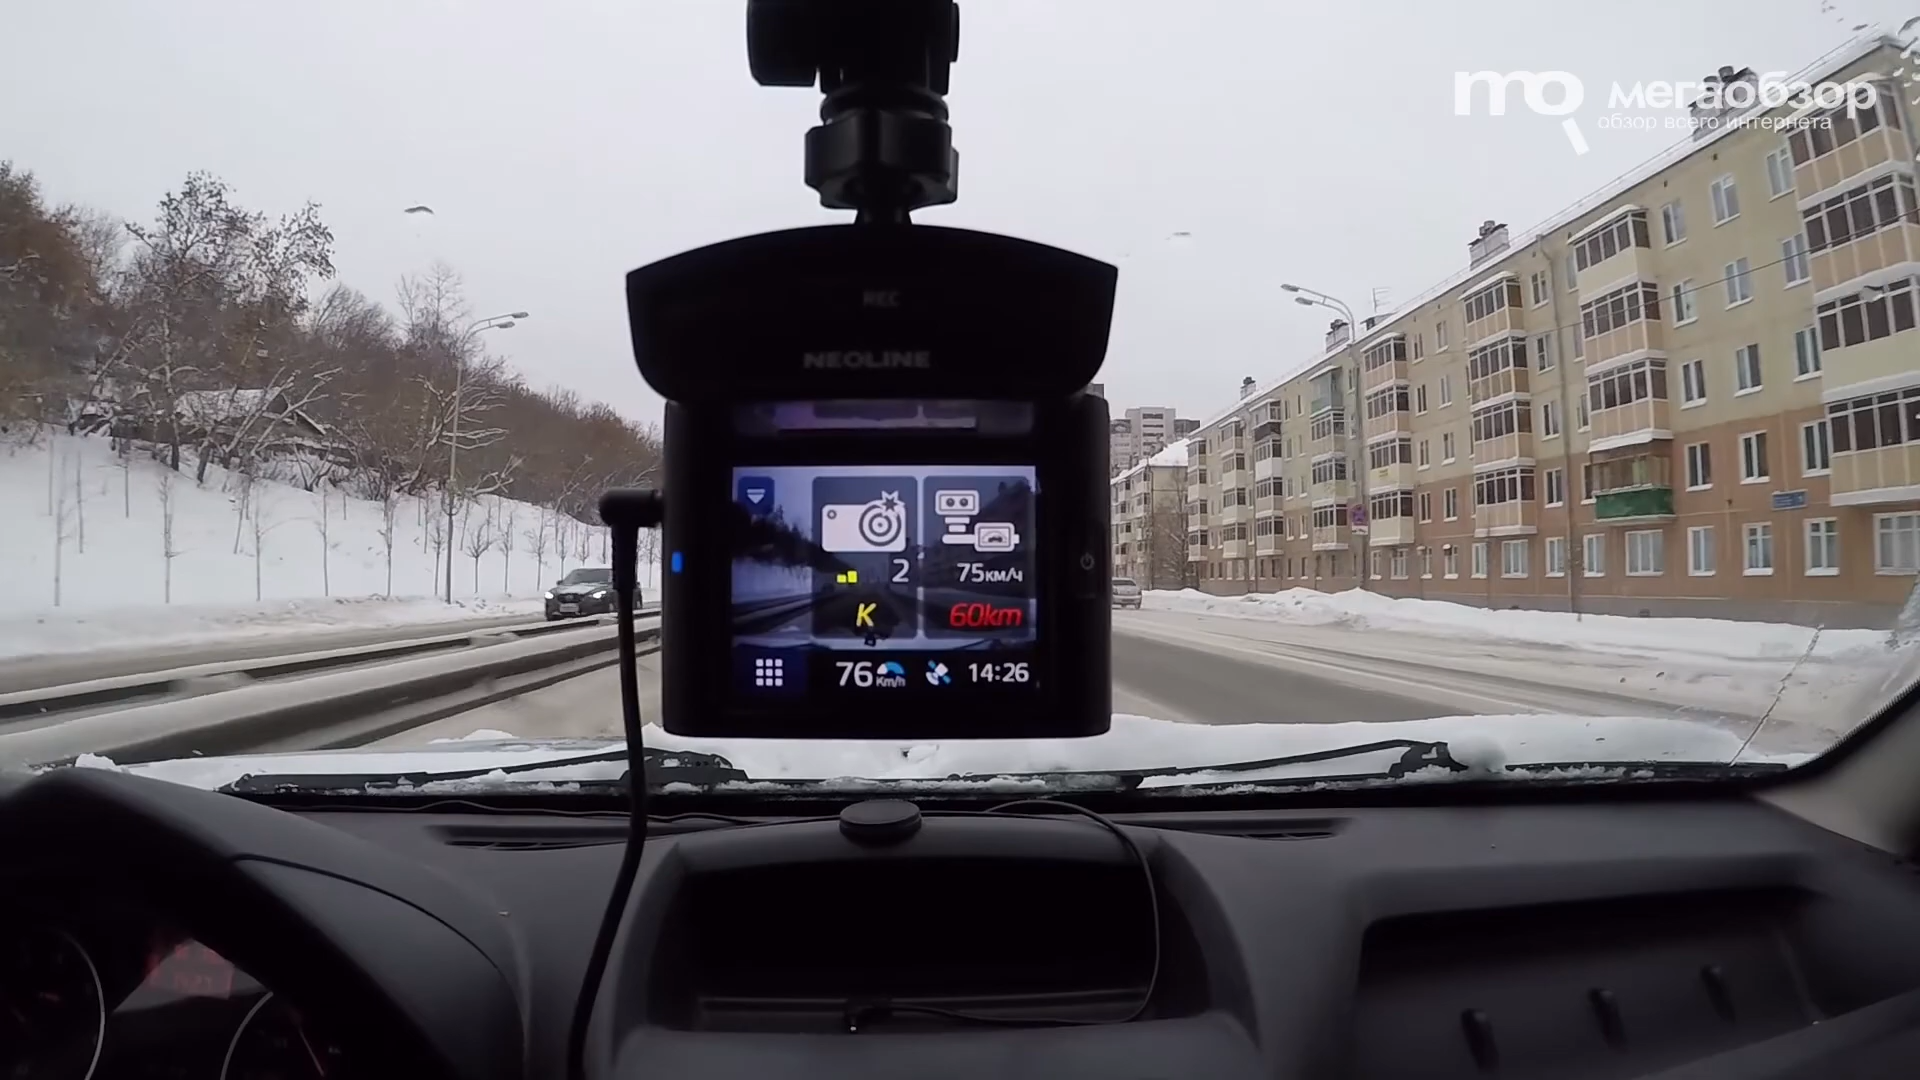 mo мегаобзор
обзор всего интернета
REC
NEOLINE
2
75км/ч
K
60km
76 Km/h
14:26